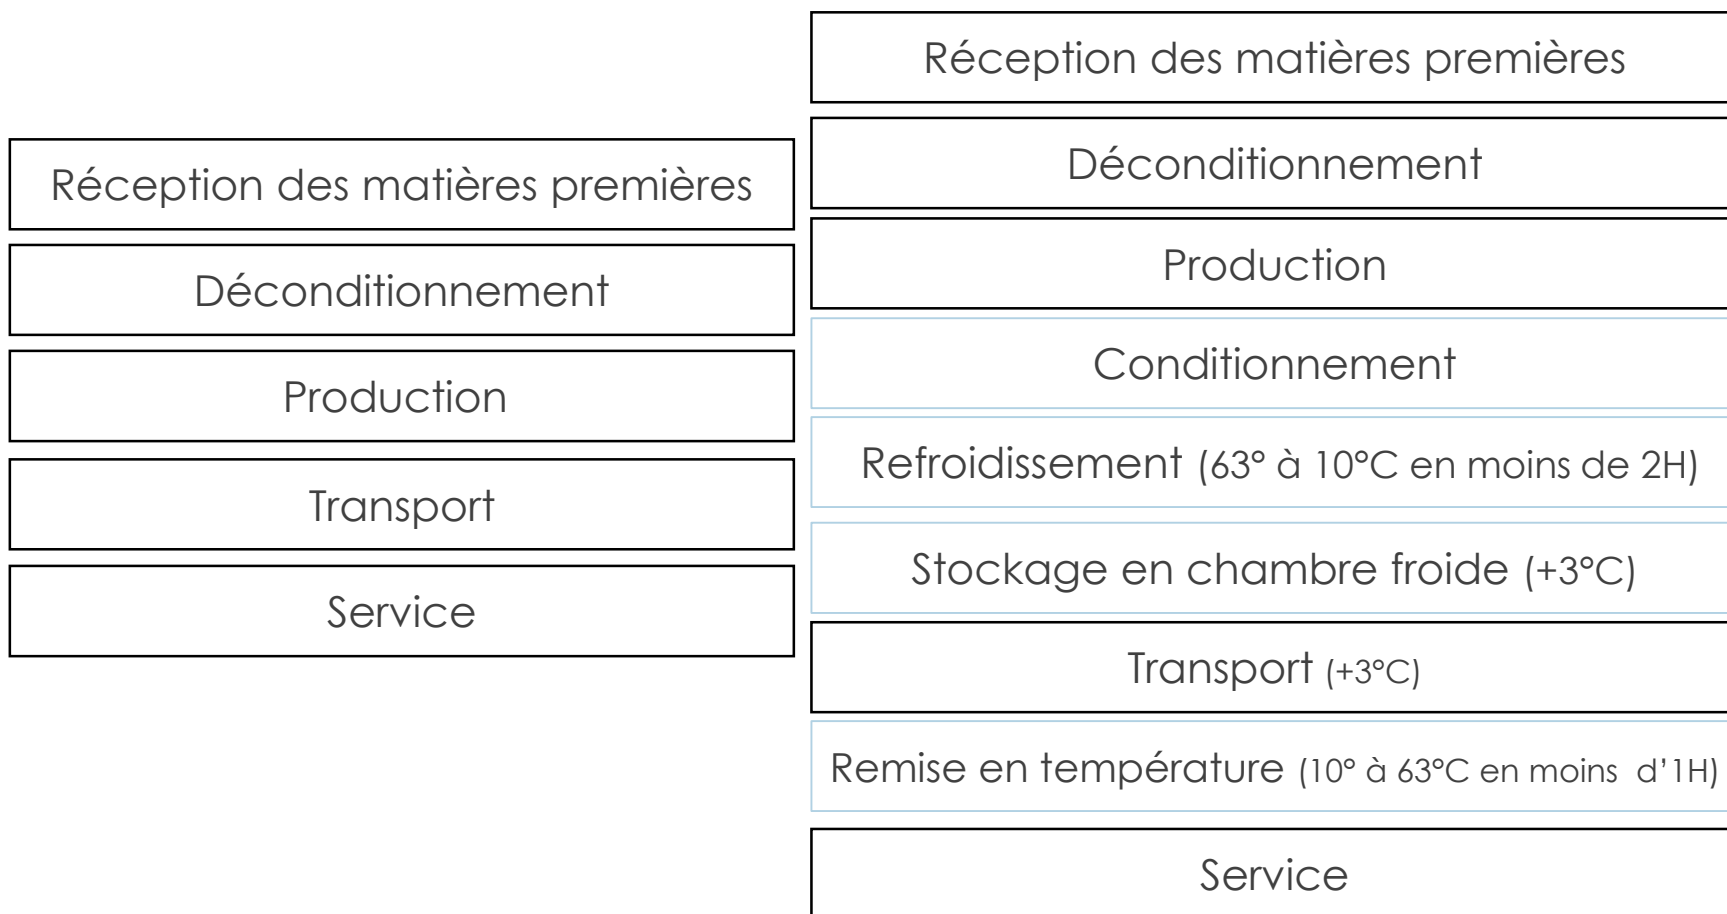 Réception des matières premières
Déconditionnement
Production
Transport
Service
Réception des matières premières
Déconditionnement
Production
Conditionnement
Refroidissement (63° à 10°C en moins de 2H)
Stockage en chambre froide (+3°C)
Transport (+3°C)
Remise en température (10° à 63°C en moins d’1H)
Service